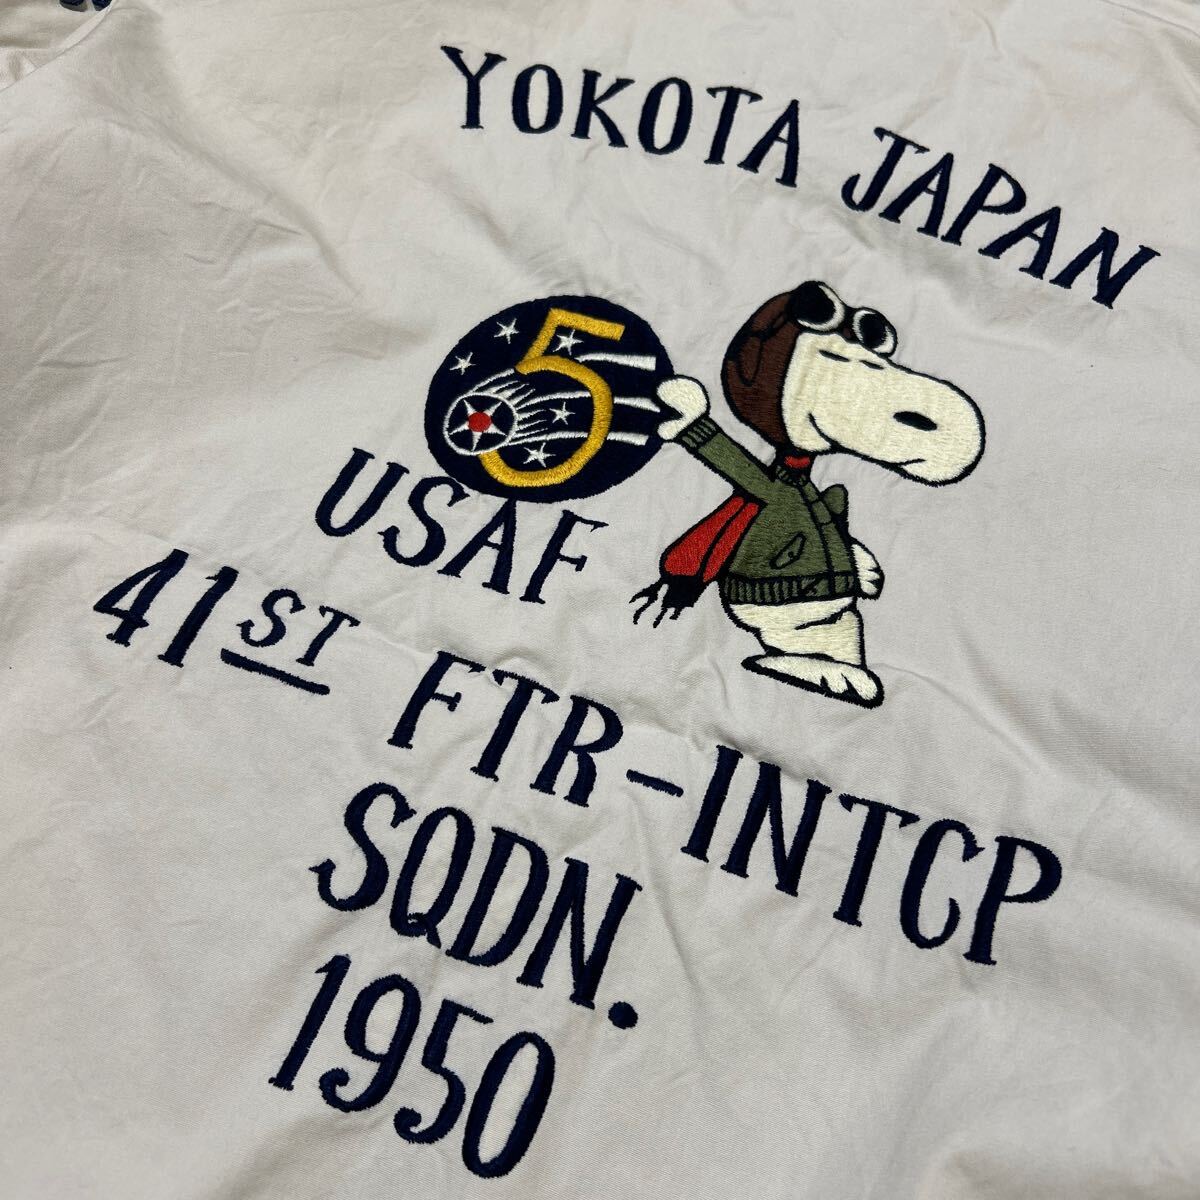 YOKOTA JAPAN
5
USAF
41ST FTR-INTCP
SQDN.
1950